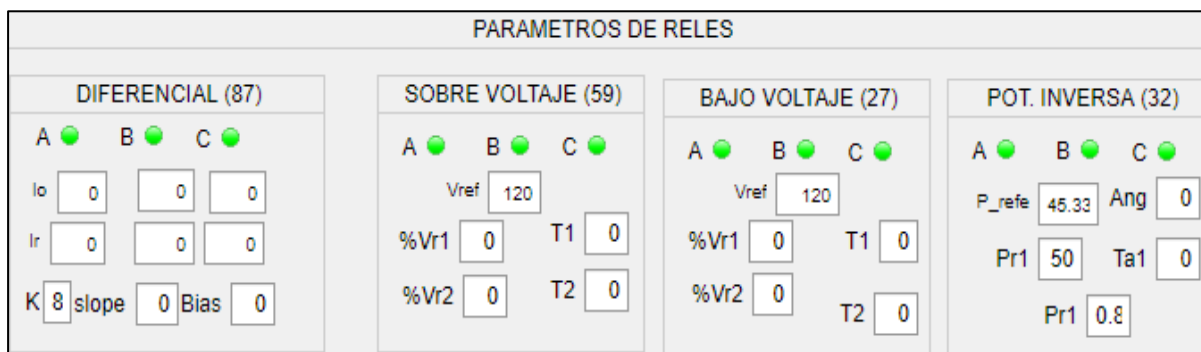 PARAMETROS DE RELES
DIFERENCIAL (87)
A B C
Io 0 0 0
Ir 0 0 0
K 8 slope 0 Bias 0
SOBRE VOLTAJE (59)
A B C
Vref 120
%Vr1 0 T1 0
%Vr2 0 T2 0
BAJO VOLTAJE (27)
A B C
Vref 120
%Vr1 0 T1 0
%Vr2 0 T2 0
POT. INVERSA (32)
A B C
P_refe 45.33 Ang 0
Pr1 50 Ta1 0
Pr1 0.8